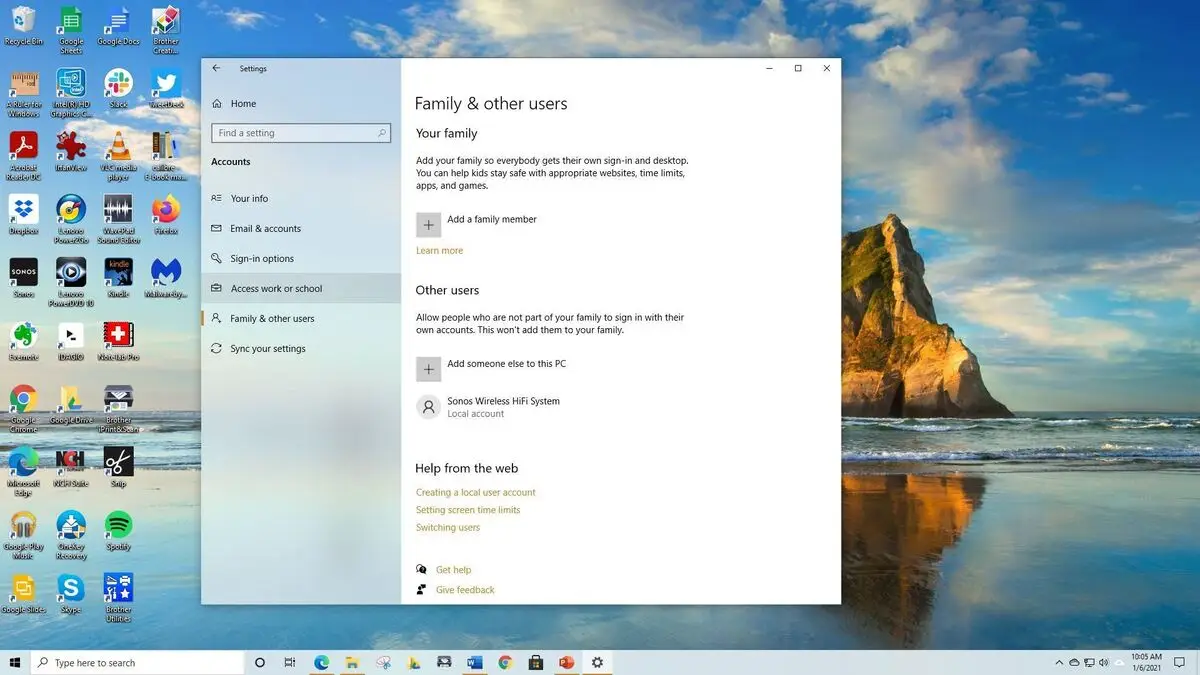 Recycle Bin
Google Sheets
Google Docs
Brother Creati...
A Ruler for Windows
Intel(R) HD Graphics C...
Slack
TweetDeck
Acrobat Reader DC
IrfanView
VLC media player
calibre - E-book ma...
Dropbox
Lenovo Power2Go
WavePad Sound Editor
Firefox
SONOS
Sonos
Lenovo PowerDVD 10
kindle
Kindle
Malwareby...
Evernote
IDAGIO
Note-lab Pro
Google Chrome
Google Drive
Brother iPrint&Scan
Microsoft Edge
NCH
NCH Suite
Snip
Google Play Music
OneKey Recovery
Spotify
Google Slides
Skype
Brother Utilities
Settings
Home
Find a setting
Accounts
Your info
Email & accounts
Sign-in options
Access work or school
Family & other users
Sync your settings
Family & other users
Your family
Add your family so everybody gets their own sign-in and desktop.
You can help kids stay safe with appropriate websites, time limits,
apps, and games.
Add a family member
Learn more
Other users
Allow people who are not part of your family to sign in with their
own accounts. This won't add them to your family.
Add someone else to this PC
Sonos Wireless HiFi System
Local account
Help from the web
Creating a local user account
Setting screen time limits
Switching users
Get help
Give feedback
Type here to search
10:05 AM
1/6/2021